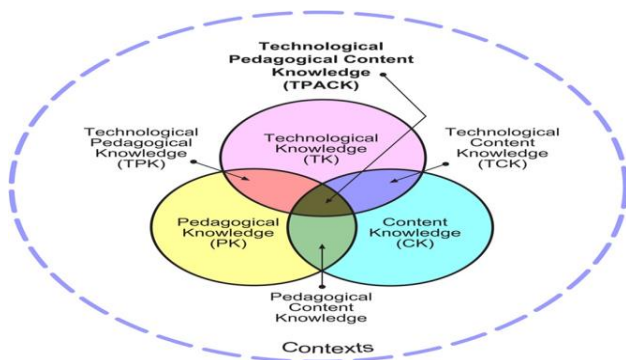 Technological
Pedagogical Content
Knowledge
(TPACK)
Technological
Pedagogical
Knowledge
(TPK)
Technological
Knowledge
(TK)
Technological
Content
Knowledge
(TCK)
Pedagogical
Knowledge
(PK)
Content
Knowledge
(CK)
Pedagogical
Content
Knowledge
Contexts